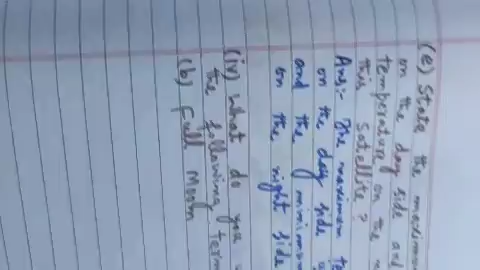 (e) State the maximum
on the day side and
temperature on the
this satellite?
Ans:- The maximum
on the day side
and the minimum
on the night side
(iv) What do you
the following term
(b) Full Moon